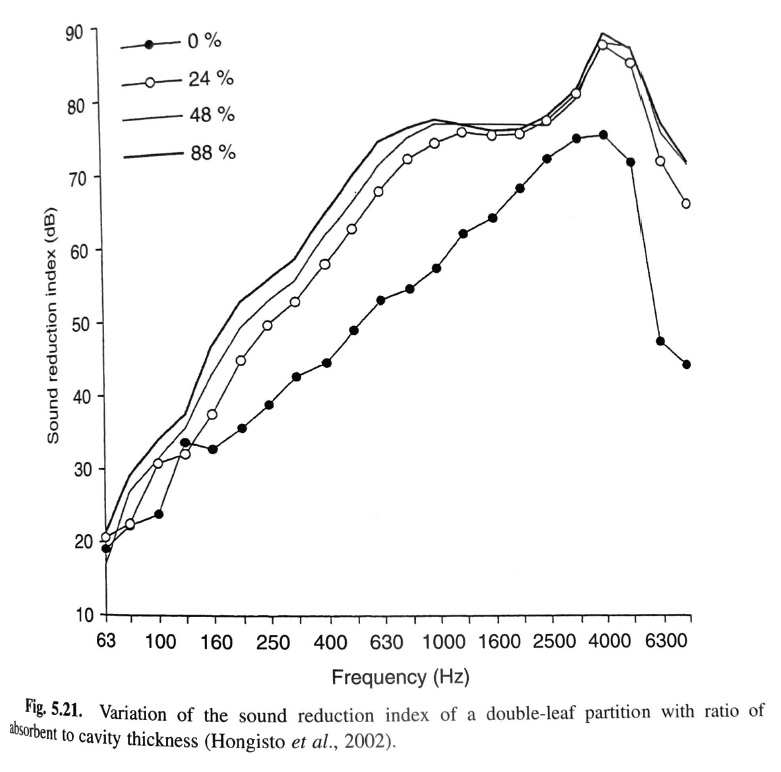 90
80
70
60
50
40
30
20
10
Sound reduction index (dB)
0 %
24 %
48 %
88 %
63 100 160 250 400 630 1000 1600 2500 4000 6300
Frequency (Hz)
Fig. 5.21. Variation of the sound reduction index of a double-leaf partition with ratio of
absorbent to cavity thickness (Hongisto et al., 2002).